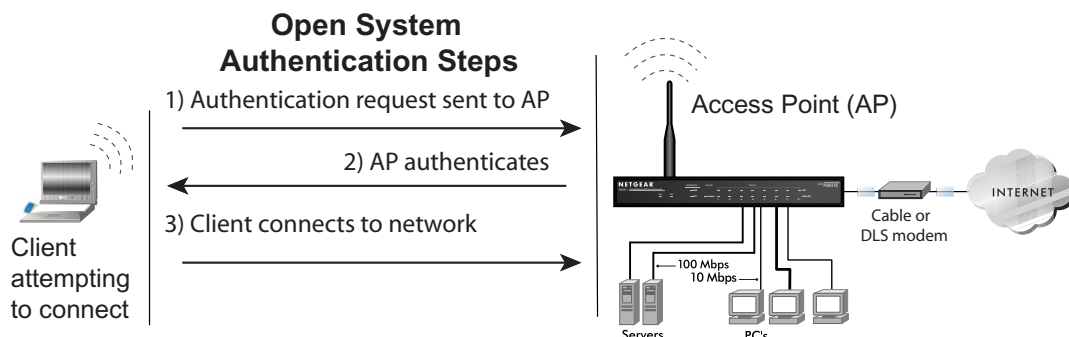 Open System
Authentication Steps
1) Authentication request sent to AP
2) AP authenticates
3) Client connects to network
Client
attempting
to connect
Access Point (AP)
NETGEAR
INTERNET
Cable or
DLS modem
100 Mbps
10 Mbps
Servers
PC's